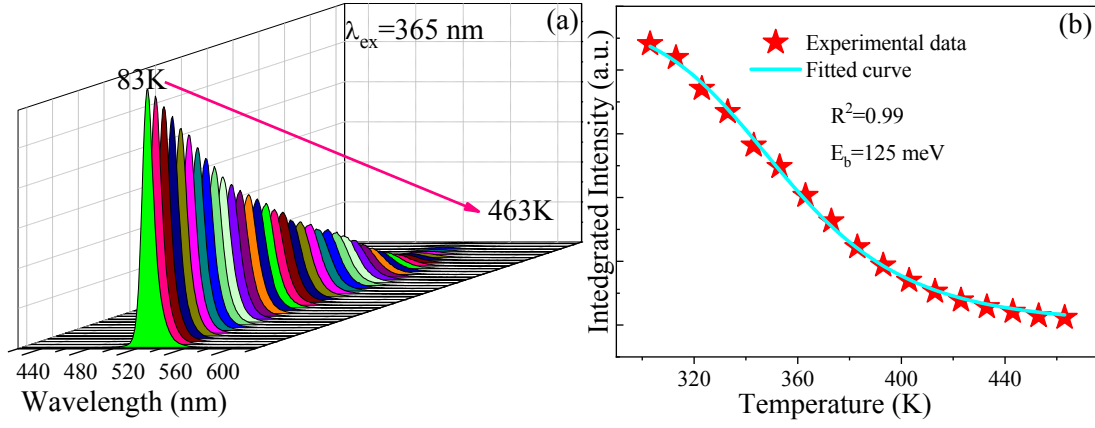 (a)
λex=365 nm
83K
463K
440 480 520 560 600
Wavelength (nm)
(b)
Experimental data
Fitted curve
R²=0.99
E_b=125 meV
Intedgrated Intensity (a.u.)
320 360 400 440
Temperature (K)